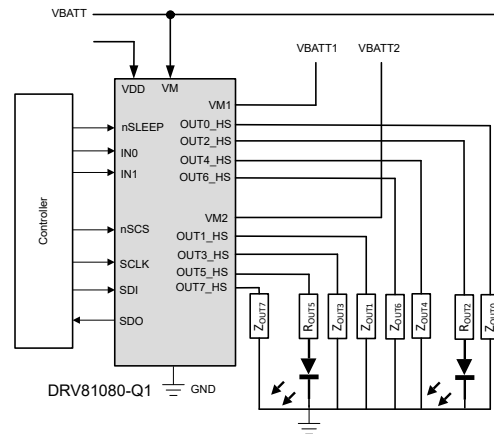 VBATT
VBATT1
VBATT2
VDD
VM
VM1
OUT0_HS
OUT2_HS
OUT4_HS
OUT6_HS
VM2
OUT1_HS
OUT3_HS
OUT5_HS
OUT7_HS
nSLEEP
IN0
IN1
nSCS
SCLK
SDI
SDO
Controller
ZOUT7
ROUT5
ZOUT3
ZOUT1
ZOUT6
ZOUT4
ROUT2
ZOUT0
DRV81080-Q1
GND